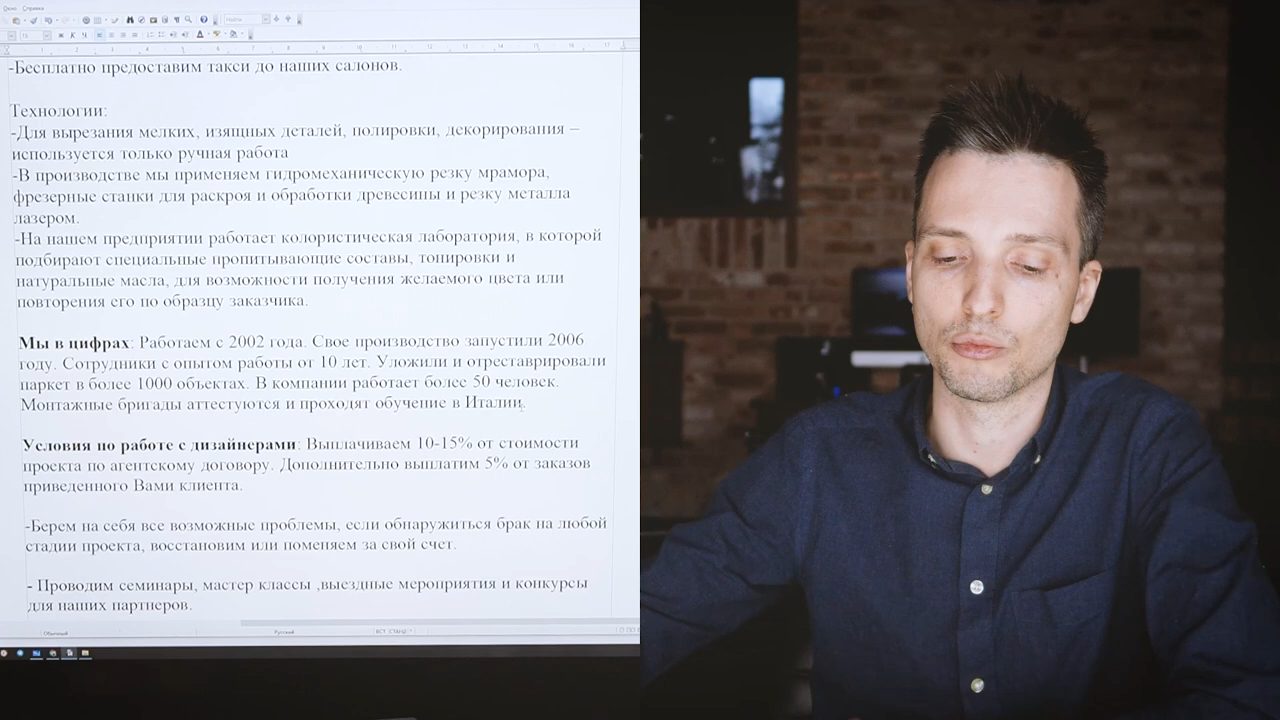 Окно Справка
Найти
-Бесплатно предоставим такси до наших салонов.
Технологии:
-Для вырезания мелких, изящных деталей, полировки, декорирования –
используется только ручная работа
-В производстве мы применяем гидромеханическую резку мрамора,
фрезерные станки для раскроя и обработки древесины и резку металла
лазером.
-На нашем предприятии работает колористическая лаборатория, в которой
подбирают специальные пропитывающие составы, тонировки и
натуральные масла, для возможности получения желаемого цвета или
повторения его по образцу заказчика.
Мы в цифрах: Работаем с 2002 года. Свое производство запустили 2006
году. Сотрудники с опытом работы от 10 лет. Уложили и отреставрировали
паркет в более 1000 объектах. В компании работает более 50 человек.
Монтажные бригады аттестуются и проходят обучение в Италии.
Условия по работе с дизайнерами: Выплачиваем 10-15% от стоимости
проекта по агентскому договору. Дополнительно выплатим 5% от заказов
приведенного Вами клиента.
-Берем на себя все возможные проблемы, если обнаружиться брак на любой
стадии проекта, восстановим или поменяем за свой счет.
- Проводим семинары, мастер классы ,выездные мероприятия и конкурсы
для наших партнеров.
Обычный Русский ВСТ СТАНД *